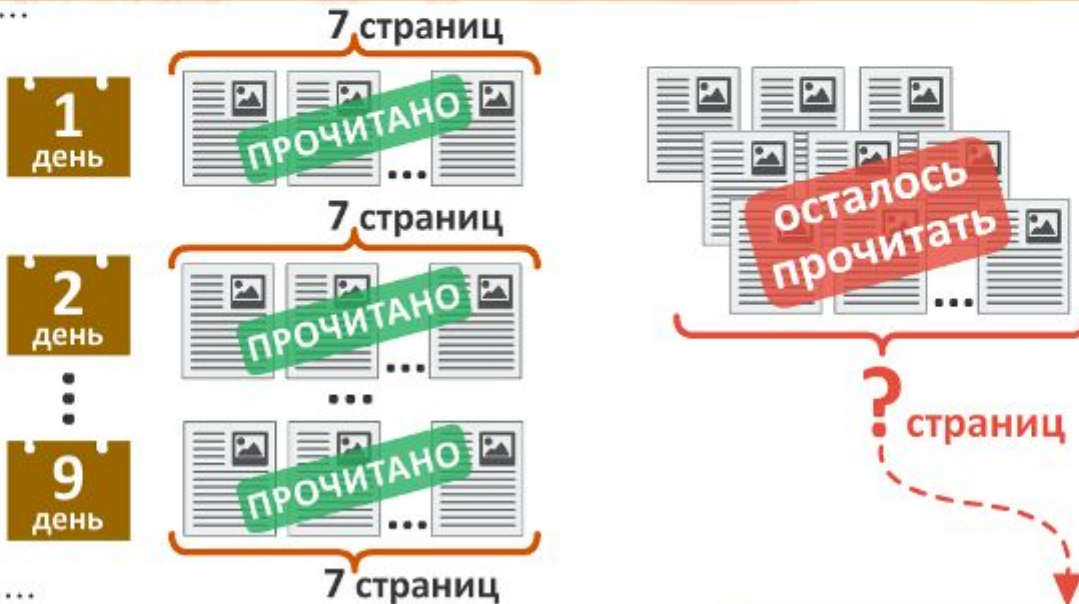 ...
7 страниц
1
день
ПРОЧИТАНО
...
осталось
прочитать
7 страниц
2
день
ПРОЧИТАНО
...
...
...
? страниц
9
день
ПРОЧИТАНО
...
7 страниц
...